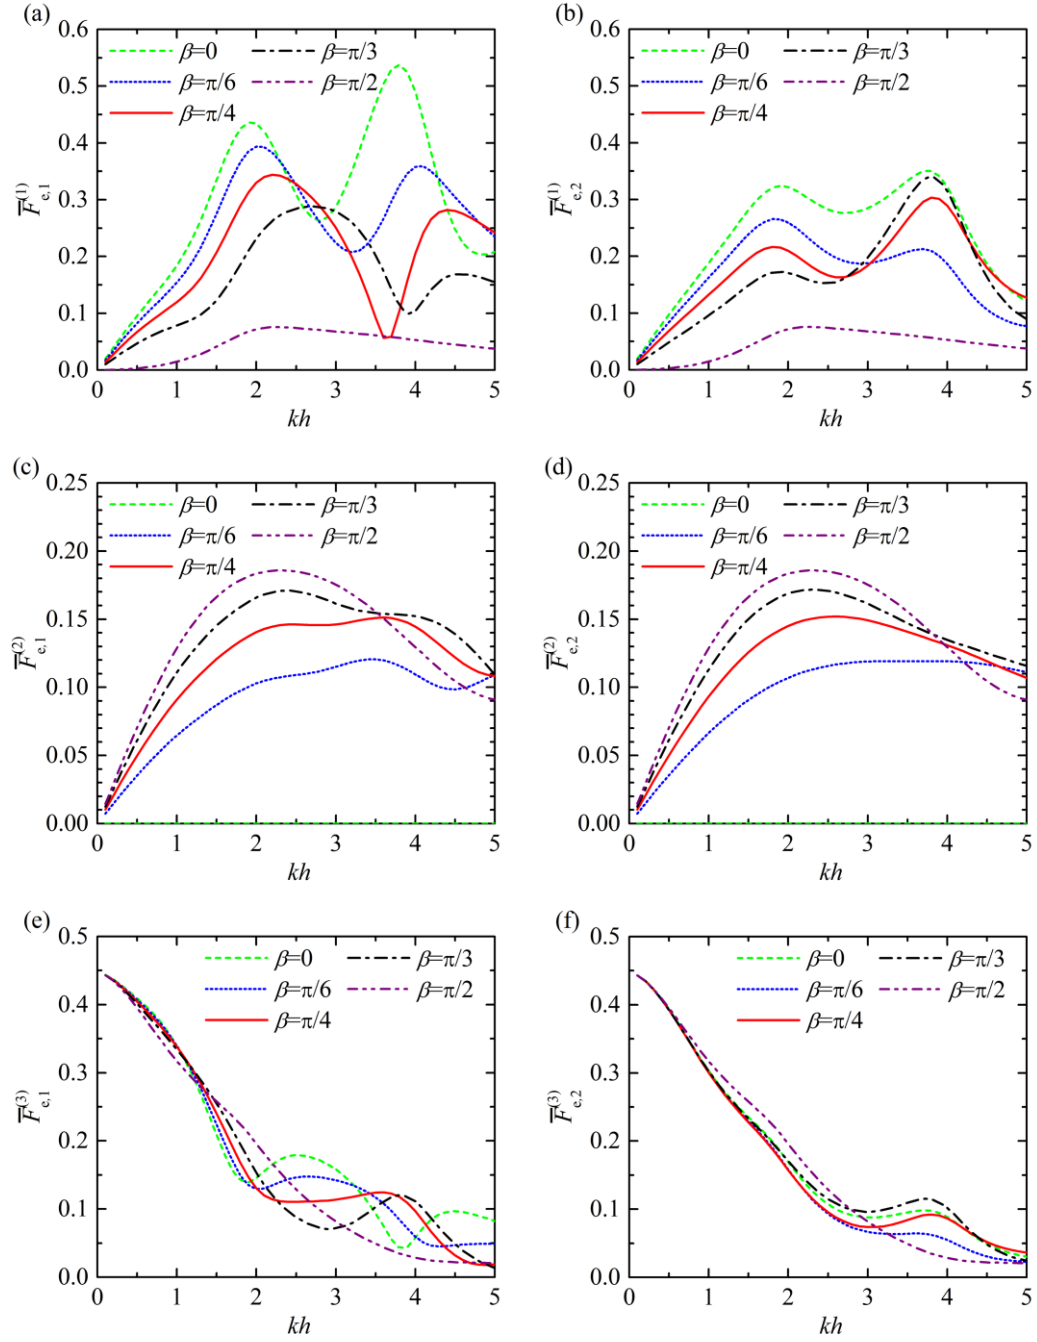 (a)
0.6
0.5
0.4
0.3
0.2
0.1
0.0
β=0 β=π/3
β=π/6 β=π/2
β=π/4
F̅e,1(1)
0 1 2 3 4 5
kh
(b)
0.6
0.5
0.4
0.3
0.2
0.1
0.0
β=0 β=π/3
β=π/6 β=π/2
β=π/4
F̅e,2(1)
0 1 2 3 4 5
kh
(c)
0.25
0.20
0.15
0.10
0.05
0.00
β=0 β=π/3
β=π/6 β=π/2
β=π/4
F̅e,1(2)
0 1 2 3 4 5
kh
(d)
0.25
0.20
0.15
0.10
0.05
0.00
β=0 β=π/3
β=π/6 β=π/2
β=π/4
F̅e,2(2)
0 1 2 3 4 5
kh
(e)
0.5
0.4
0.3
0.2
0.1
0.0
β=0 β=π/3
β=π/6 β=π/2
β=π/4
F̅e,1(3)
0 1 2 3 4 5
kh
(f)
0.5
0.4
0.3
0.2
0.1
0.0
β=0 β=π/3
β=π/6 β=π/2
β=π/4
F̅e,2(3)
0 1 2 3 4 5
kh